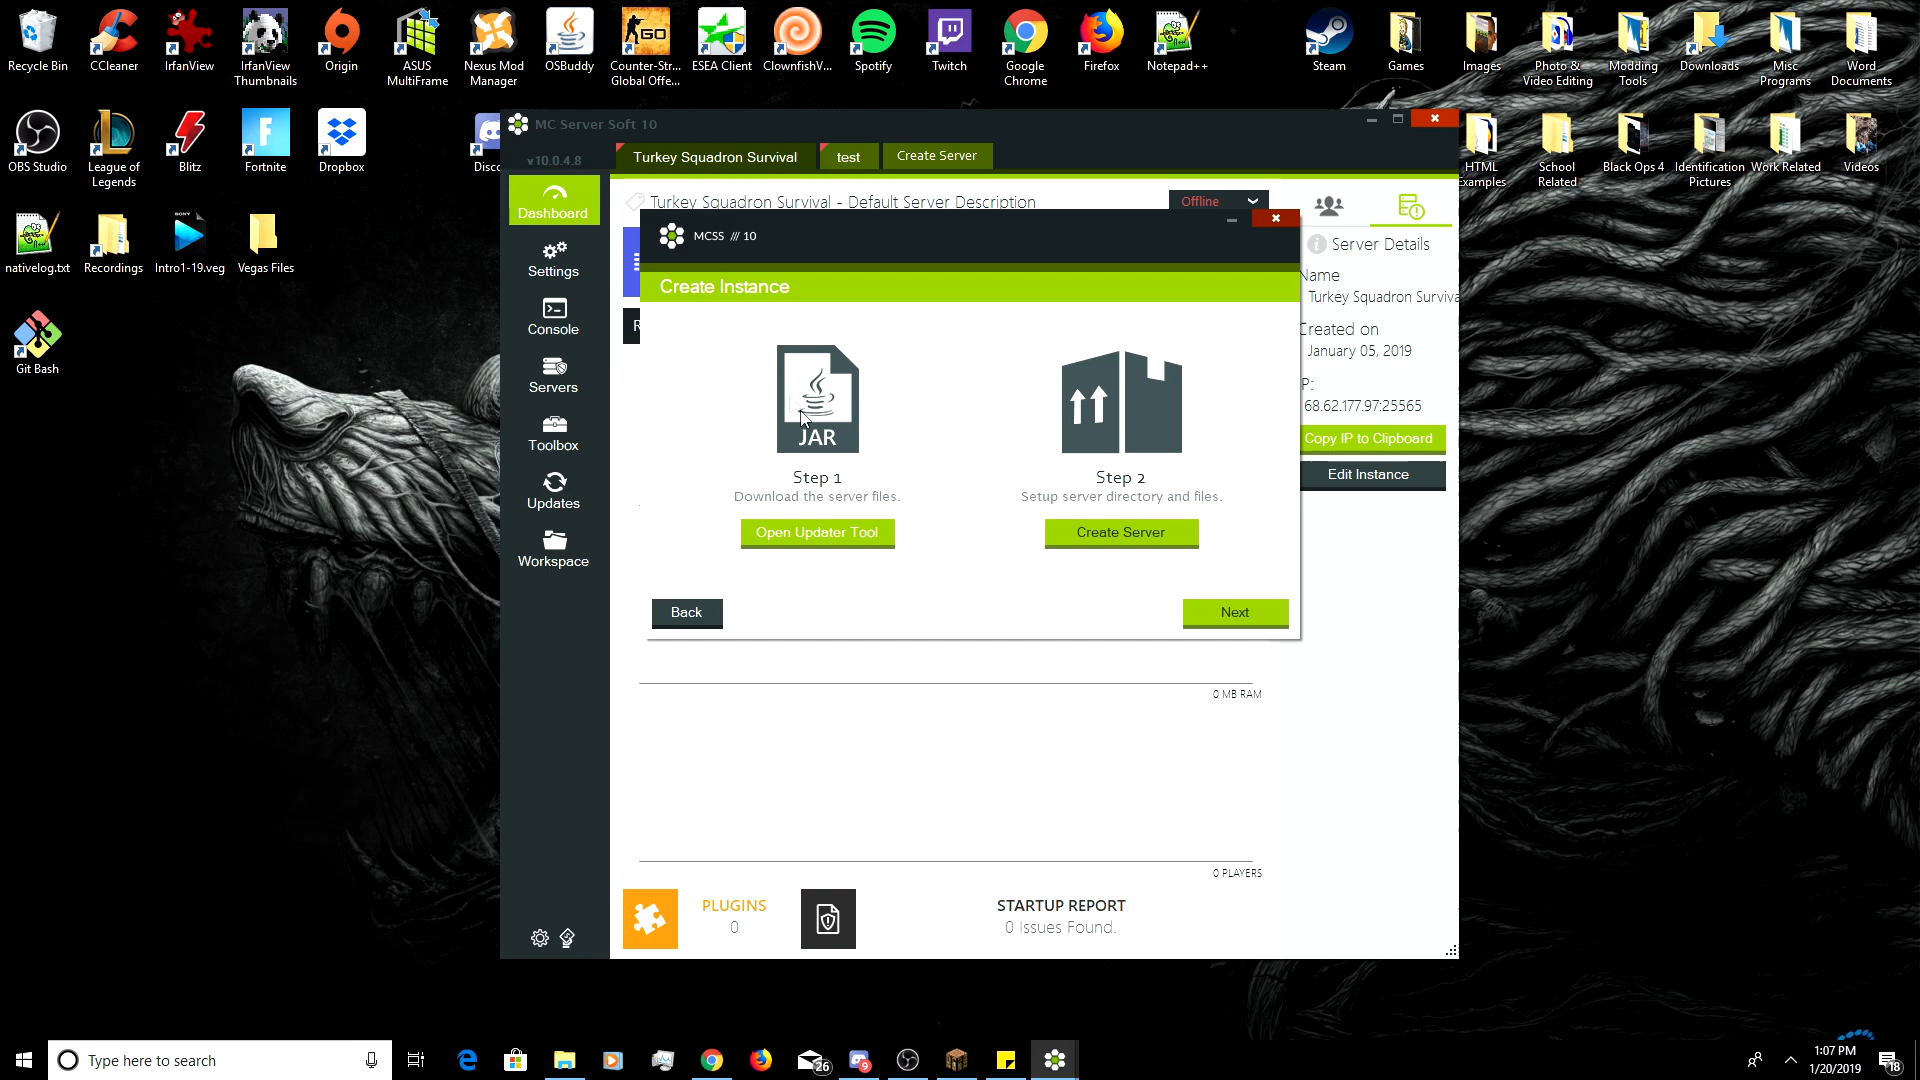 Recycle Bin
CCleaner
IrfanView
IrfanView Thumbnails
Origin
ASUS MultiFrame
Nexus Mod Manager
OSBuddy
Counter-Str... Global Offe...
ESEA Client
ClownfishV...
Spotify
Twitch
Google Chrome
Firefox
Notepad++
Steam
Games
Images
Photo & Video Editing
Modding Tools
Downloads
Misc Programs
Word Documents
OBS Studio
League of Legends
Blitz
Fortnite
Dropbox
Disco
HTML Examples
School Related
Black Ops 4
Identification Pictures
Work Related
Videos
nativelog.txt
Recordings
Intro1-19.veg
Vegas Files
Git Bash
MC Server Soft 10
v10.0.4.8
Turkey Squadron Survival
test
Create Server
Dashboard
Settings
Console
Servers
Toolbox
Updates
Workspace
Turkey Squadron Survival - Default Server Description
Offline
Server Details
Name
Turkey Squadron Surviva
Created on
January 05, 2019
IP:
68.62.177.97:25565
Copy IP to Clipboard
Edit Instance
MCSS /// 10
Create Instance
JAR
Step 1
Download the server files.
Open Updater Tool
Step 2
Setup server directory and files.
Create Server
Back
Next
0 MB RAM
0 PLAYERS
PLUGINS
0
STARTUP REPORT
0 Issues Found.
Type here to search
26
9
1:07 PM
1/20/2019
18